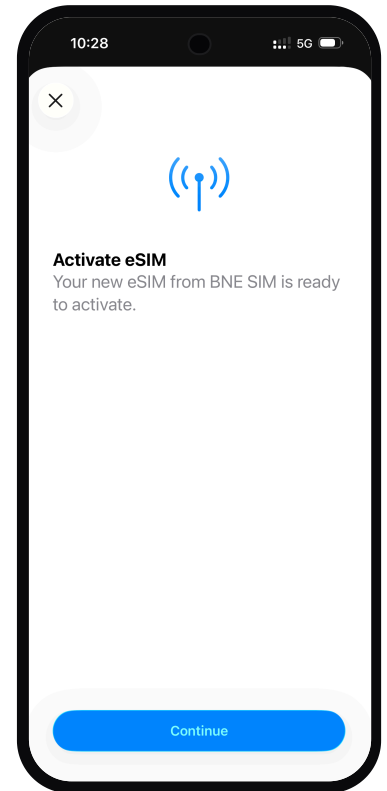 10:28
5G
Activate eSIM
Your new eSIM from BNE SIM is ready
to activate.
Continue